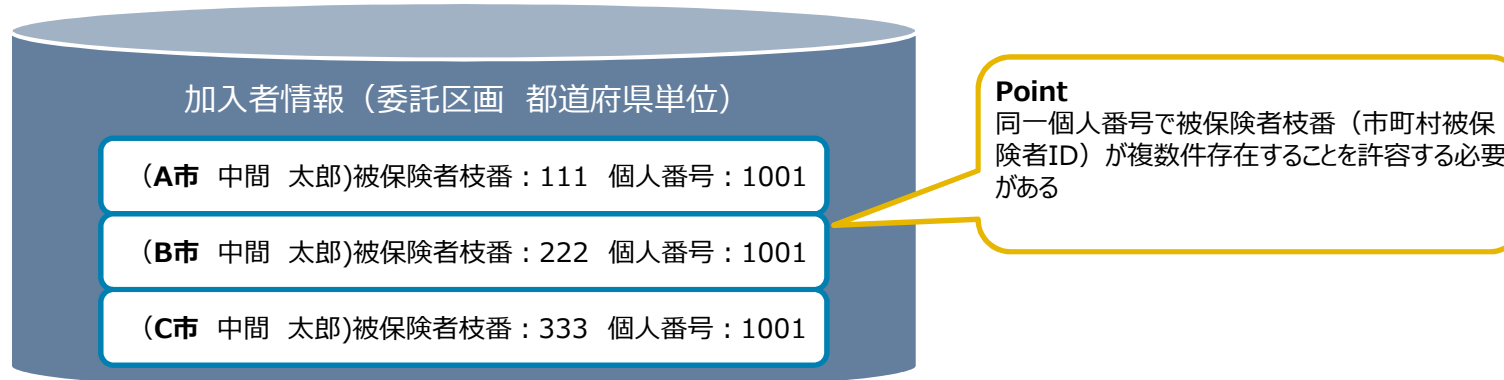 加入者情報（委託区画 都道府県単位）
（A市 中間 太郎)被保険者枝番：111 個人番号：1001
（B市 中間 太郎)被保険者枝番：222 個人番号：1001
（C市 中間 太郎)被保険者枝番：333 個人番号：1001
Point
同一個人番号で被保険者枝番（市町村被保
険者ID）が複数件存在することを許容する必要
がある